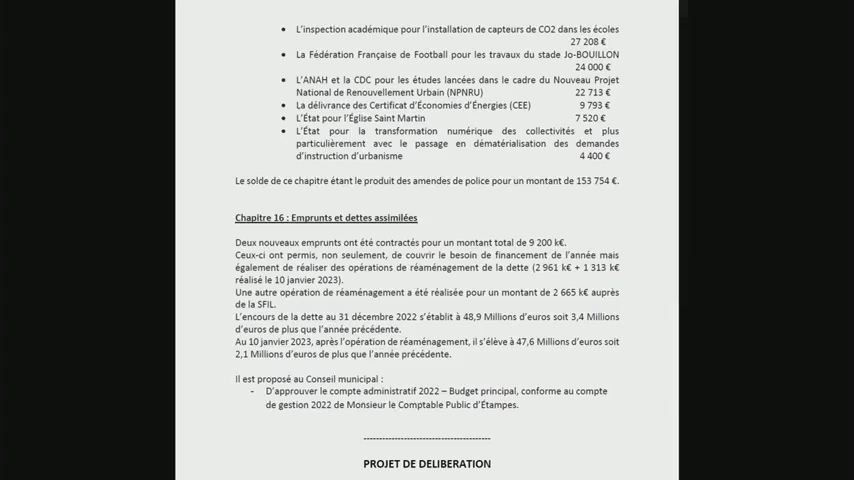 • L'inspection académique pour l'installation de capteurs de CO2 dans les écoles
27 208 €
• La Fédération Française de Football pour les travaux du stade Jo-BOUILLON
24 000 €
• L'ANAH et la CDC pour les études lancées dans le cadre du Nouveau Projet
National de Renouvellement Urbain (NPNRU) 22 713 €
• La délivrance des Certificat d'Économies d'Énergies (CEE) 9 793 €
• L'État pour l'Église Saint Martin 7 520 €
• L'État pour la transformation numérique des collectivités et plus
particulièrement avec le passage en dématérialisation des demandes
d'instruction d'urbanisme 4 400 €
Le solde de ce chapitre étant le produit des amendes de police pour un montant de 153 754 €.
Chapitre 16 : Emprunts et dettes assimilées
Deux nouveaux emprunts ont été contractés pour un montant total de 9 200 k€.
Ceux-ci ont permis, non seulement, de couvrir le besoin de financement de l'année mais
également de réaliser des opérations de réaménagement de la dette (2 961 k€ + 1 313 k€
réalisé le 10 janvier 2023).
Une autre opération de réaménagement a été réalisée pour un montant de 2 665 k€ auprès
de la SFIL.
L'encours de la dette au 31 décembre 2022 s'établit à 48,9 Millions d'euros soit 3,4 Millions
d'euros de plus que l'année précédente.
Au 10 janvier 2023, après l'opération de réaménagement, il s'élève à 47,6 Millions d'euros soit
2,1 Millions d'euros de plus que l'année précédente.
Il est proposé au Conseil municipal :
- D'approuver le compte administratif 2022 – Budget principal, conforme au compte
de gestion 2022 de Monsieur le Comptable Public d'Étampes.
----------------------------------------
PROJET DE DELIBERATION